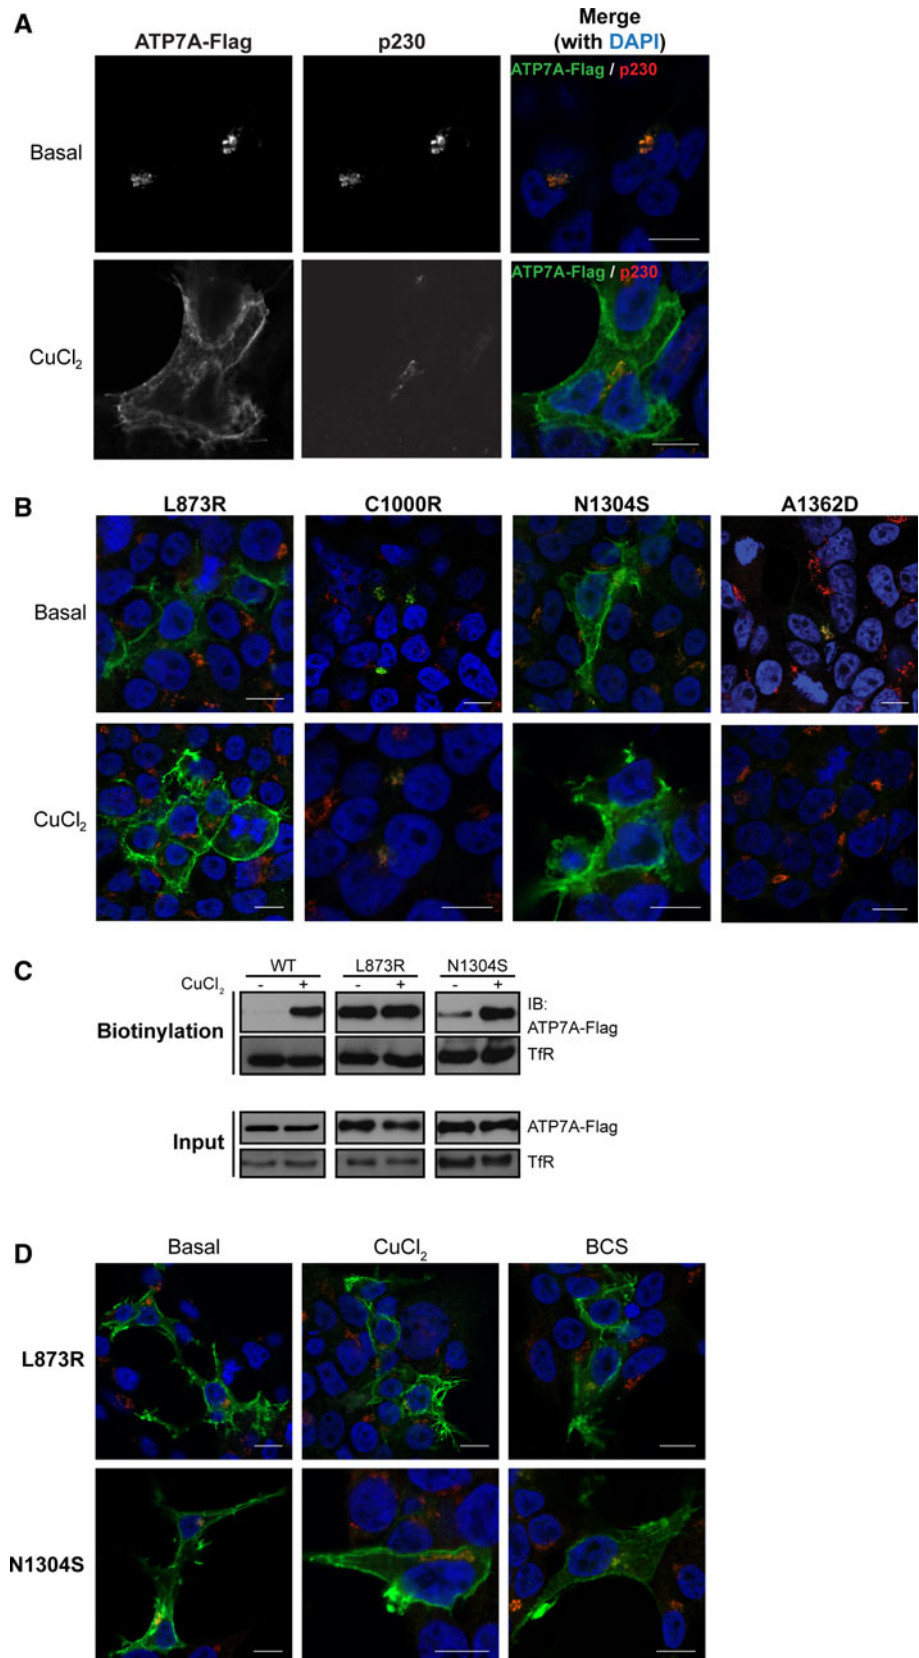 A
ATP7A-Flag
p230
Merge
(with DAPI)
Basal
ATP7A-Flag / p230
CuCl₂
ATP7A-Flag / p230
B
L873R
C1000R
N1304S
A1362D
Basal
CuCl₂
C
WT
L873R
N1304S
CuCl₂
-
+
-
+
-
+
Biotinylation
IB:
ATP7A-Flag
TfR
Input
ATP7A-Flag
TfR
D
Basal
CuCl₂
BCS
L873R
N1304S